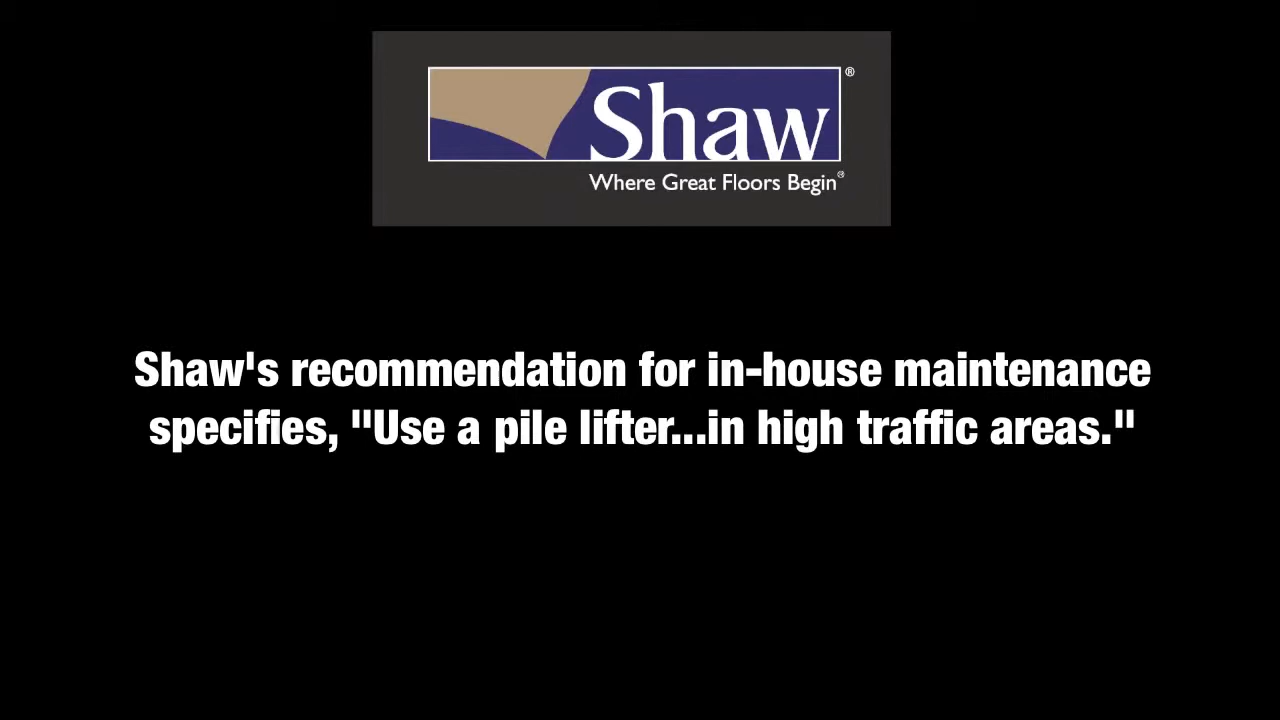 Shaw®
Where Great Floors Begin®
Shaw's recommendation for in-house maintenance
specifies, "Use a pile lifter...in high traffic areas."